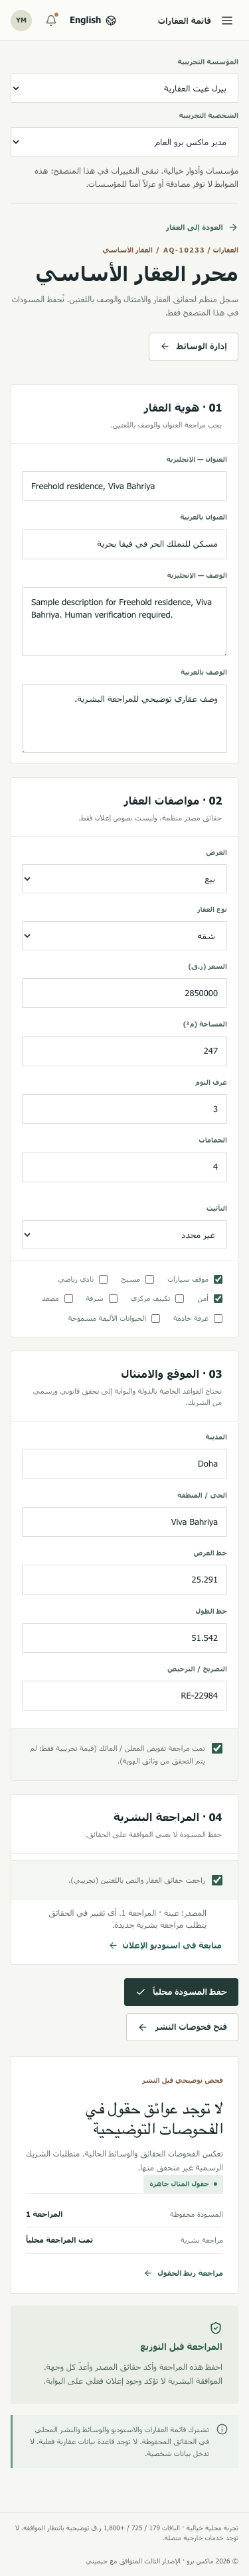 قائمة العقارات
English
YM
المؤسسة التجريبية
بيرل غيت العقارية
الشخصية التجريبية
مدير ماكس برو العام
مؤسسات وأدوار خيالية. تبقى التغييرات في هذا المتصفح؛ هذه
الضوابط لا توفر مصادقة أو عزلاً آمناً للمؤسسات.
العودة إلى العقار
العقارات / AQ-10233 / العقار الأساسي
محرر العقار الأساسي
سجل منظم لحقائق العقار والامتثال والوصف باللغتين. تُحفظ المسودات
في هذا المتصفح فقط.
إدارة الوسائط
01 · هوية العقار
يجب مراجعة العنوان والوصف باللغتين.
العنوان — الإنجليزية
Freehold residence, Viva Bahriya
العنوان بالعربية
مسكن للتملك الحر في فيفا بحرية
الوصف — الإنجليزية
Sample description for Freehold residence, Viva
Bahriya. Human verification required.
الوصف بالعربية
وصف عقاري توضيحي للمراجعة البشرية.
02 · مواصفات العقار
حقائق مصدر منظمة، وليست نصوص إعلان فقط.
الغرض
بيع
نوع العقار
شقة
السعر (ر.ق)
2850000
المساحة (م²)
247
غرف النوم
3
الحمامات
4
التأثيث
غير محدد
موقف سيارات
مسبح
نادي رياضي
أمن
تكييف مركزي
شرفة
مصعد
غرفة خادمة
الحيوانات الأليفة مسموحة
03 · الموقع والامتثال
تحتاج القواعد الخاصة بالدولة والبوابة إلى تحقق قانوني ورسمي
من الشريك.
المدينة
Doha
الحي / المنطقة
Viva Bahriya
خط العرض
25.291
خط الطول
51.542
التصريح / الترخيص
RE-22984
تمت مراجعة تفويض المعلن / المالك (قيمة تجريبية فقط؛ لم
يتم التحقق من وثائق الهوية).
04 · المراجعة البشرية
حفظ المسودة لا يعني الموافقة على الحقائق.
راجعت حقائق العقار والنص باللغتين (تجريبي).
المصدر: عينة · المراجعة 1. أي تغيير في الحقائق
يتطلب مراجعة بشرية جديدة.
متابعة في استوديو الإعلان
حفظ المسودة محلياً
فتح فحوصات النشر
فحص توضيحي قبل النشر
لا توجد عوائق حقول في
الفحوصات التوضيحية
تعكس الفحوصات الحقائق والوسائط الحالية. متطلبات الشريك
الرسمية غير متحقق منها.
حقول المثال جاهزة
المسودة محفوظة
المراجعة 1
مراجعة بشرية
تمت المراجعة محلياً
مراجعة ربط الحقول
المراجعة قبل التوزيع
احفظ هذه المراجعة وأكد حقائق المصدر وأعدّ كل وجهة.
الموافقة البشرية لا تؤكد وجود إعلان فعلي على البوابة.
تشترك قائمة العقارات والاستوديو والوسائط والنشر المحلي
في الحقائق المحفوظة. لا توجد قاعدة بيانات عقارية فعلية. لا
تدخل بيانات شخصية.
تجربة محلية خيالية · الباقات 179 / 725 / +1,800 ر.ق توضيحية بانتظار الموافقة. لا
توجد خدمات خارجية متصلة.
© 2026 ماكس برو · الإصدار الثالث المتوافق مع جيميني